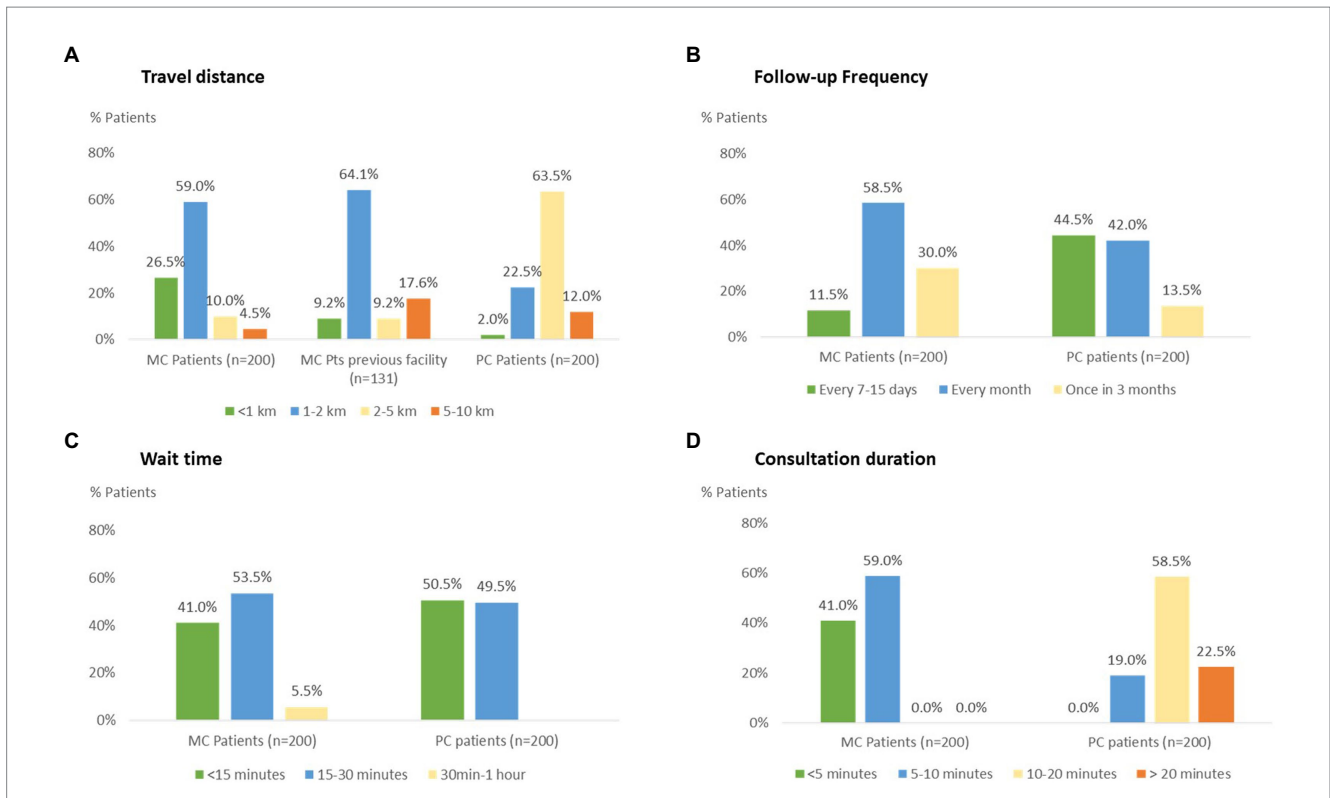 A
Travel distance
% Patients
80%
60%
40%
20%
0%
26.5%
59.0%
10.0%
4.5%
9.2%
64.1%
9.2%
17.6%
2.0%
22.5%
63.5%
12.0%
MC Patients (n=200)
MC Pts previous facility
(n=131)
PC Patients (n=200)
<1 km 1-2 km 2-5 km 5-10 km
B
Follow-up Frequency
% Patients
80%
60%
40%
20%
0%
11.5%
58.5%
30.0%
44.5%
42.0%
13.5%
MC Patients (n=200)
PC patients (n=200)
Every 7-15 days Every month Once in 3 months
C
Wait time
% Patients
80%
60%
40%
20%
0%
41.0%
53.5%
5.5%
50.5%
49.5%
MC Patients (n=200)
PC patients (n=200)
<15 minutes 15-30 minutes 30min-1 hour
D
Consultation duration
% Patients
80%
60%
40%
20%
0%
41.0%
59.0%
0.0%
0.0%
0.0%
19.0%
58.5%
22.5%
MC Patients (n=200)
PC patients (n=200)
<5 minutes 5-10 minutes 10-20 minutes > 20 minutes